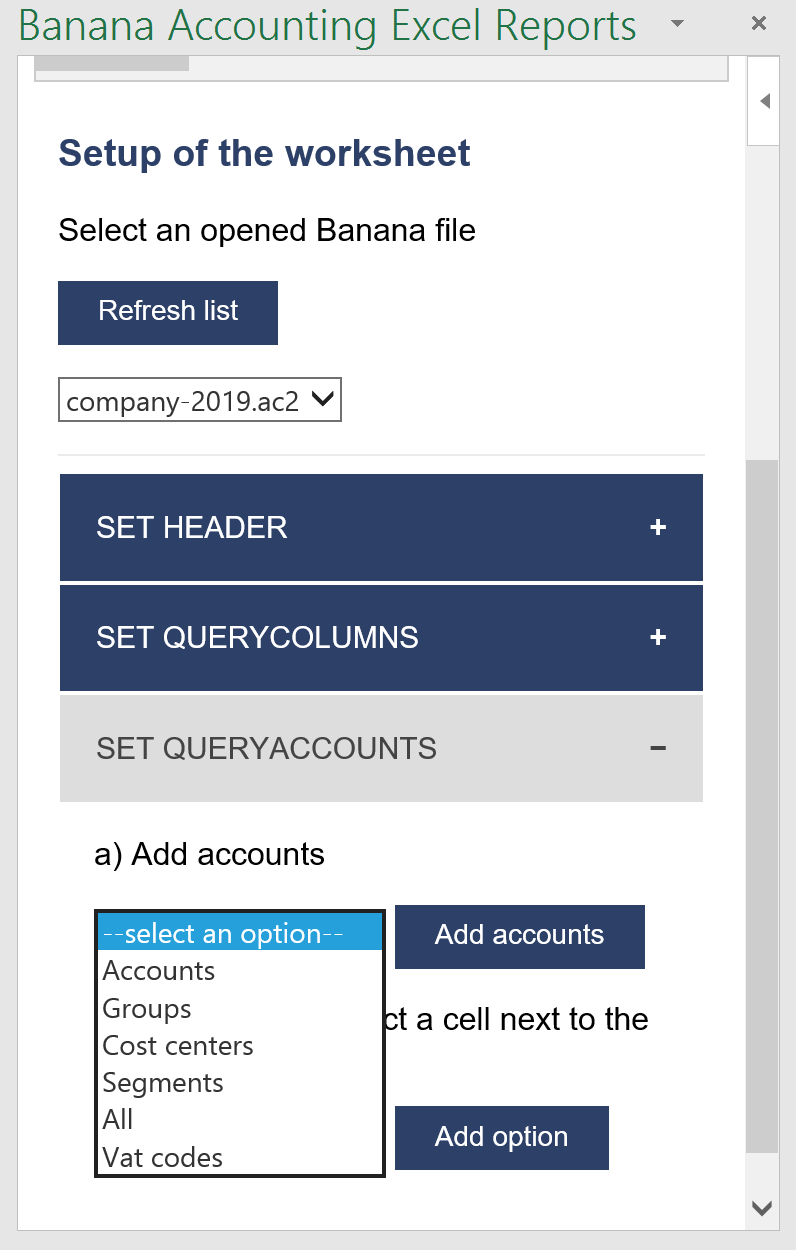 Banana Accounting Excel Reports
Setup of the worksheet
Select an opened Banana file
Refresh list
company-2019.ac2
SET HEADER +
SET QUERYCOLUMNS +
SET QUERYACCOUNTS −
a) Add accounts
--select an option--
Add accounts
Accounts
Groups
Cost centers
Segments
All
Vat codes
a cell next to the
Add option